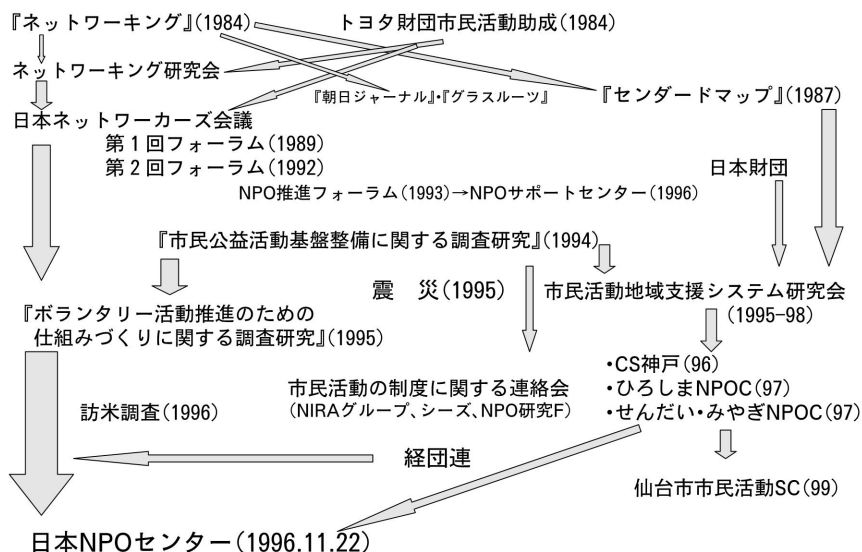 『ネットワーキング』(1984)
トヨタ財団市民活動助成(1984)
ネットワーキング研究会
『朝日ジャーナル』・『グラスルーツ』
『センダードマップ』(1987)
日本ネットワーカーズ会議
第1回フォーラム(1989)
第2回フォーラム(1992)
日本財団
NPO推進フォーラム(1993)→NPOサポートセンター(1996)
『市民公益活動基盤整備に関する調査研究』(1994)
震 災(1995)
市民活動地域支援システム研究会
(1995-98)
『ボランタリー活動推進のための
仕組みづくりに関する調査研究』(1995)
・CS神戸(96)
・ひろしまNPOC(97)
・せんだい・みやぎNPOC(97)
市民活動の制度に関する連絡会
(NIRAグループ、シーズ、NPO研究F)
訪米調査(1996)
経団連
仙台市市民活動SC(99)
日本NPOセンター(1996.11.22)